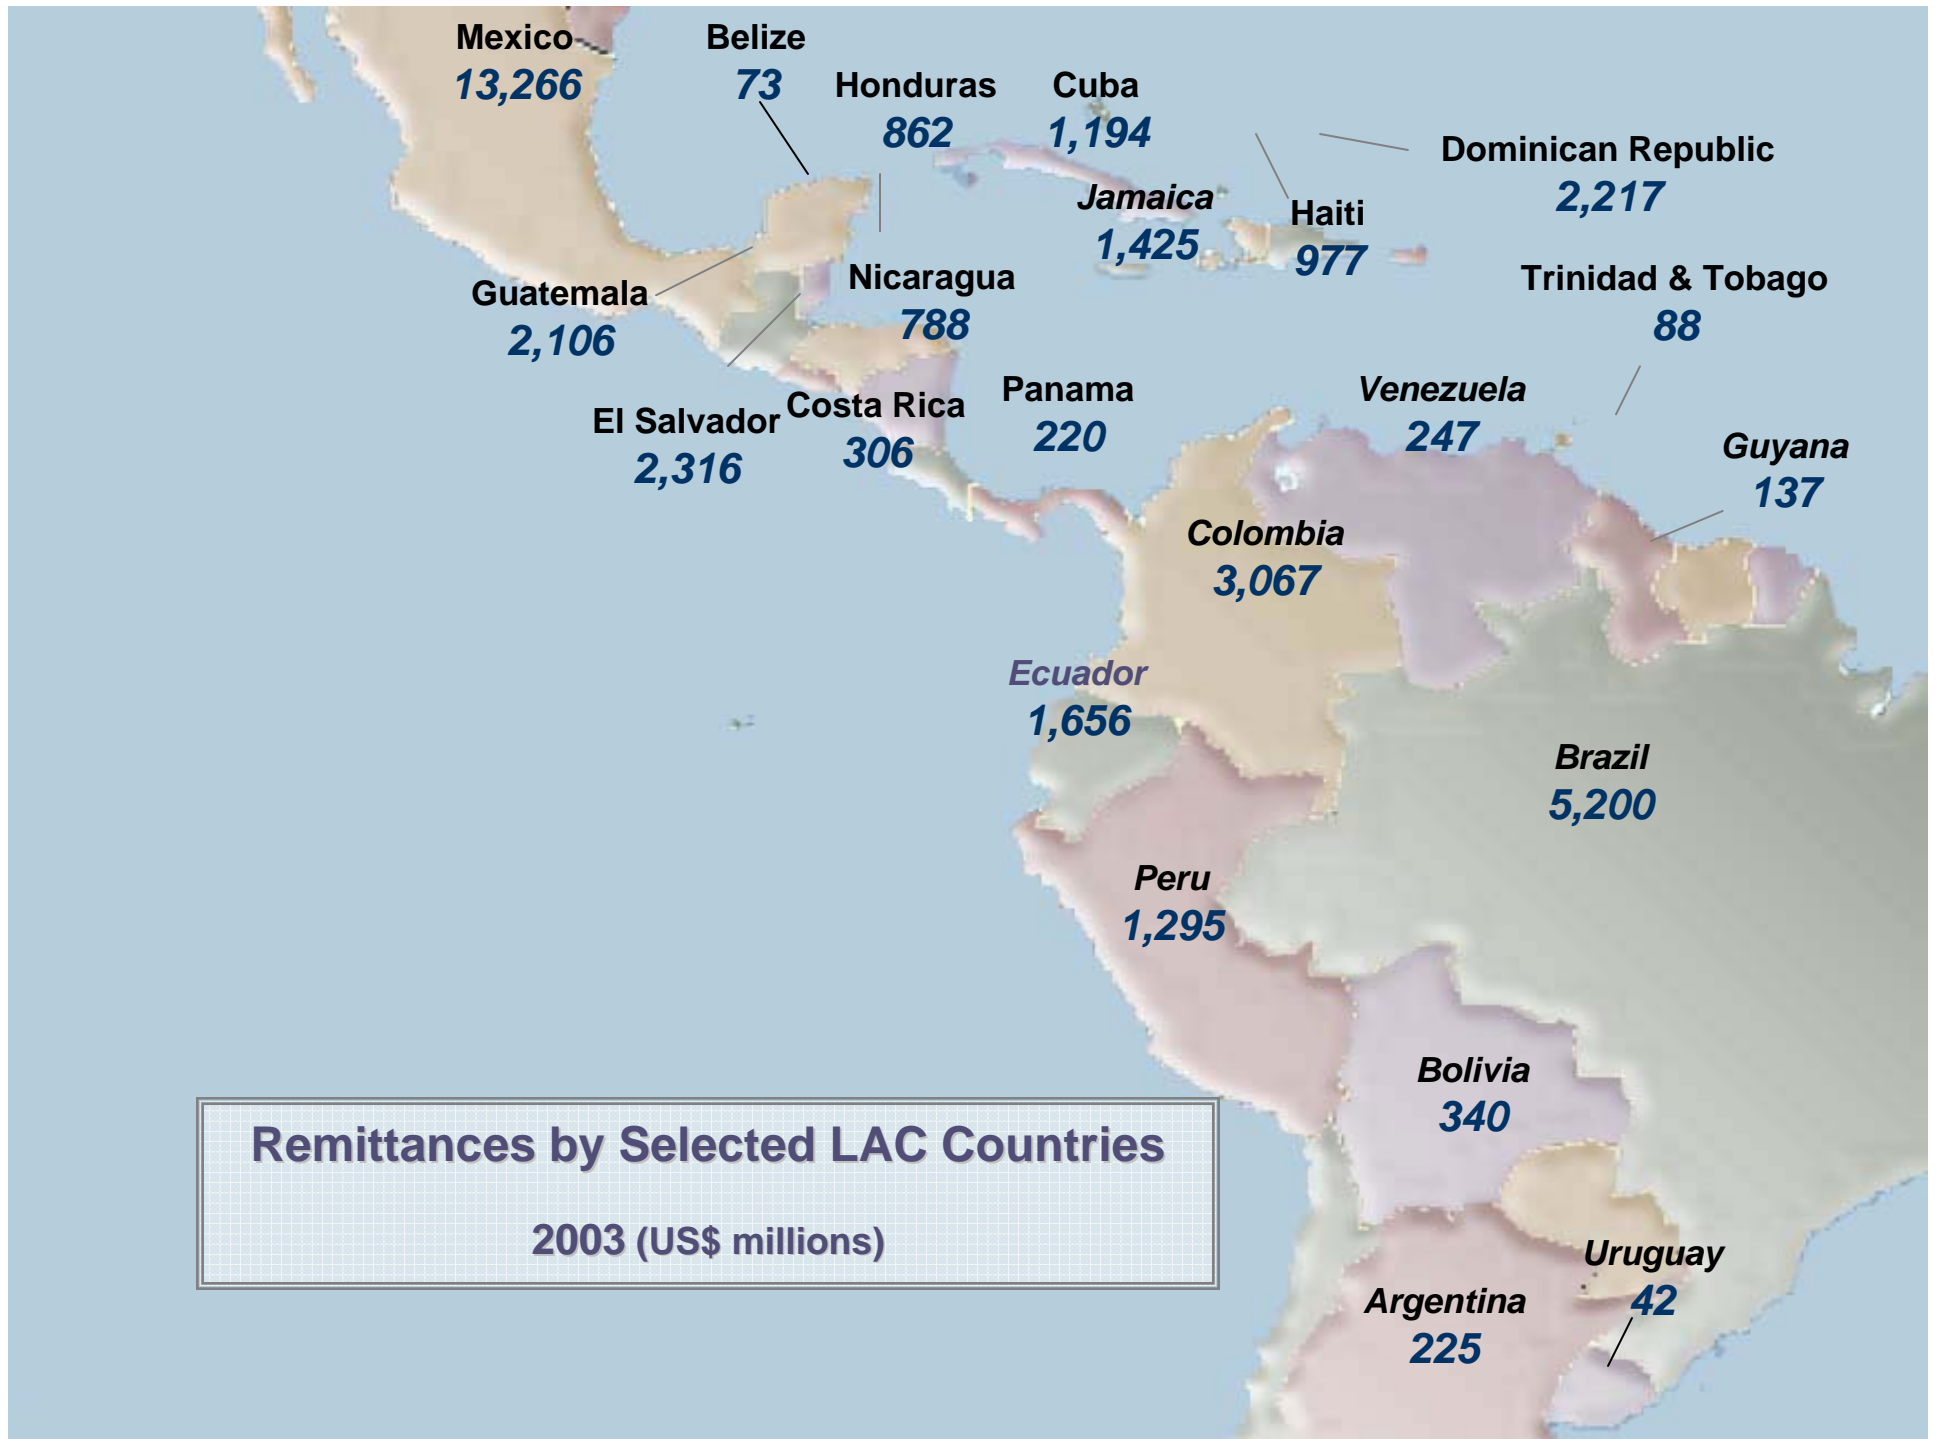 Mexico
13,266
Belize
73
Honduras
862
Cuba
1,194
Dominican Republic
2,217
Jamaica
1,425
Haiti
977
Guatemala
2,106
Nicaragua
788
Trinidad & Tobago
88
El Salvador
2,316
Costa Rica
306
Panama
220
Venezuela
247
Guyana
137
Colombia
3,067
Ecuador
1,656
Brazil
5,200
Peru
1,295
Bolivia
340
Remittances by Selected LAC Countries
2003 (US$ millions)
Uruguay
42
Argentina
225